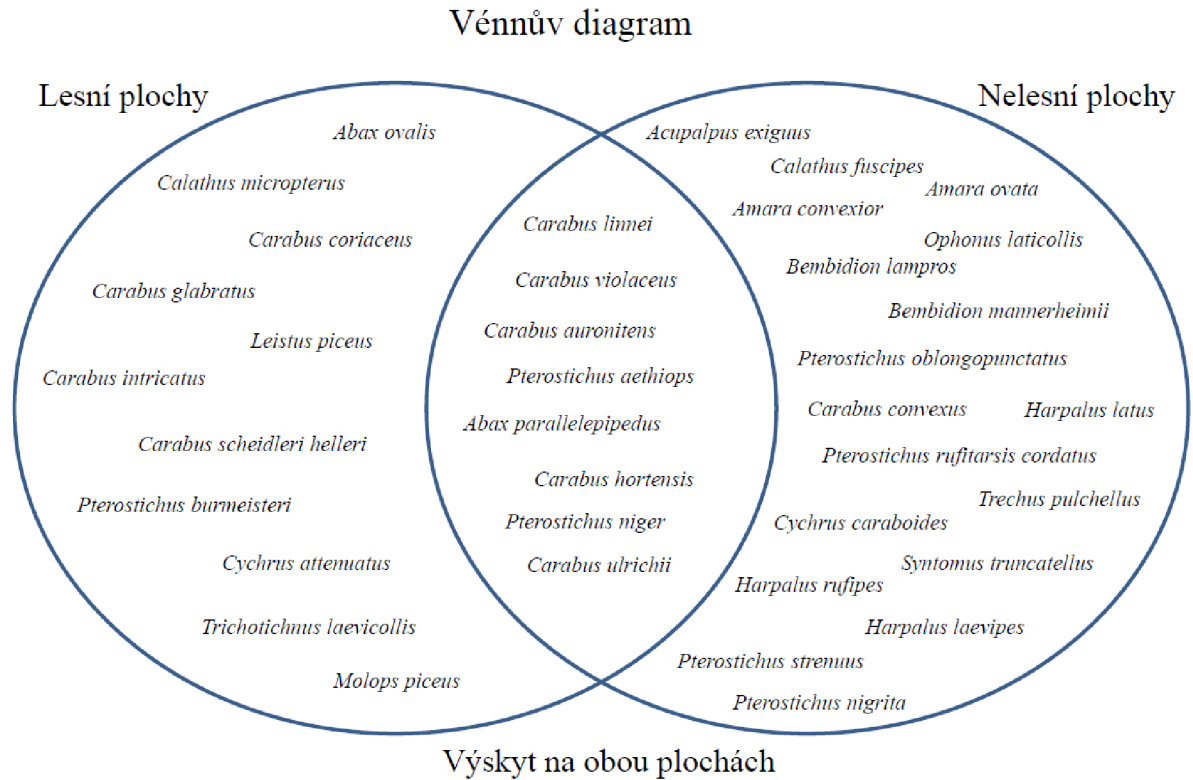 Vénnův diagram
Lesní plochy
Nelesní plochy
Abax ovalis
Calathus micropterus
Carabus coriaceus
Carabus glabratus
Leistus piceus
Carabus intricatus
Carabus scheidleri helleri
Pterostichus burmeisteri
Cychrus attenuatus
Trichotichnus laevicollis
Molops piceus
Carabus linnei
Carabus violaceus
Carabus auronitens
Pterostichus aethiops
Abax parallelepipedus
Carabus hortensis
Pterostichus niger
Carabus ulrichii
Acupalpus exiguus
Calathus fuscipes
Amara ovata
Amara convexior
Ophonus laticollis
Bembidion lampros
Bembidion mannerheimii
Pterostichus oblongopunctatus
Carabus convexus
Harpalus latus
Pterostichus rufitarsis cordatus
Trechus pulchellus
Cychrus caraboides
Syntomus truncatellus
Harpalus rufipes
Harpalus laevipes
Pterostichus strenuus
Pterostichus nigrita
Výskyt na obou plochách